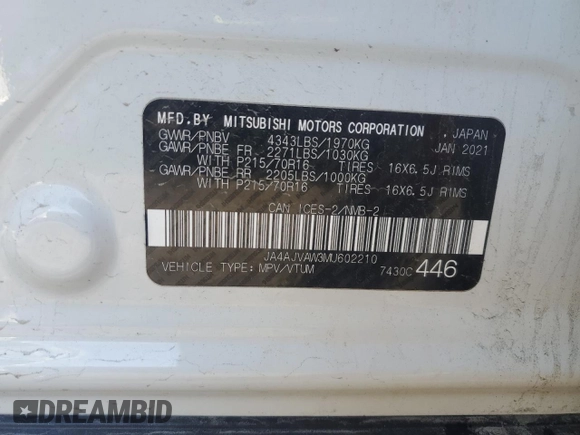 MFD.BY MITSUBISHI MOTORS CORPORATION . JAPAN
GVWR/PNBV 4343LBS/1970KG JAN 2021
GAWR/PNBE FR 2271LBS/1030KG
WITH P215/70R16 TIRES 16X6.5J RIMS
GAWR/PNBE RR 2205LBS/1000KG
WITH P215/70R16 TIRES 16X6.5J RIMS
CAN ICES-2/NMB-2
JA4AJVAW3MU602210
VEHICLE TYPE:MPV/VTUM 7430C 446
DREAMBID